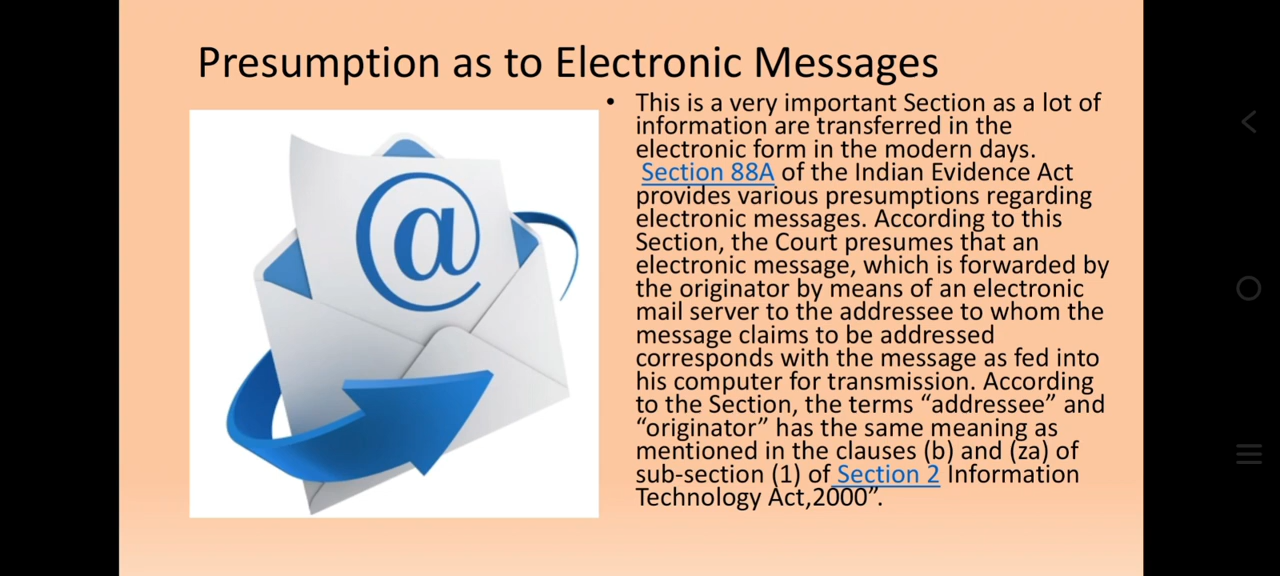 Presumption as to Electronic Messages
@
• This is a very important Section as a lot of
information are transferred in the
electronic form in the modern days.
Section 88A of the Indian Evidence Act
provides various presumptions regarding
electronic messages. According to this
Section, the Court presumes that an
electronic message, which is forwarded by
the originator by means of an electronic
mail server to the addressee to whom the
message claims to be addressed
corresponds with the message as fed into
his computer for transmission. According
to the Section, the terms “addressee” and
“originator” has the same meaning as
mentioned in the clauses (b) and (za) of
sub-section (1) of Section 2 Information
Technology Act,2000”.